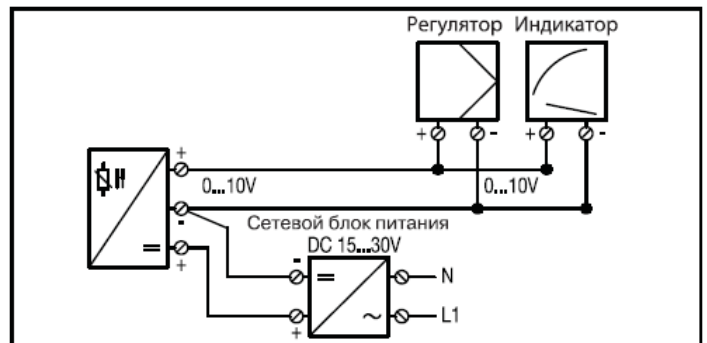 Регулятор Индикатор
+ - + -
+
0...10V 0...10V
-
Сетевой блок питания
DC 15...30V
+ - N
+ L1